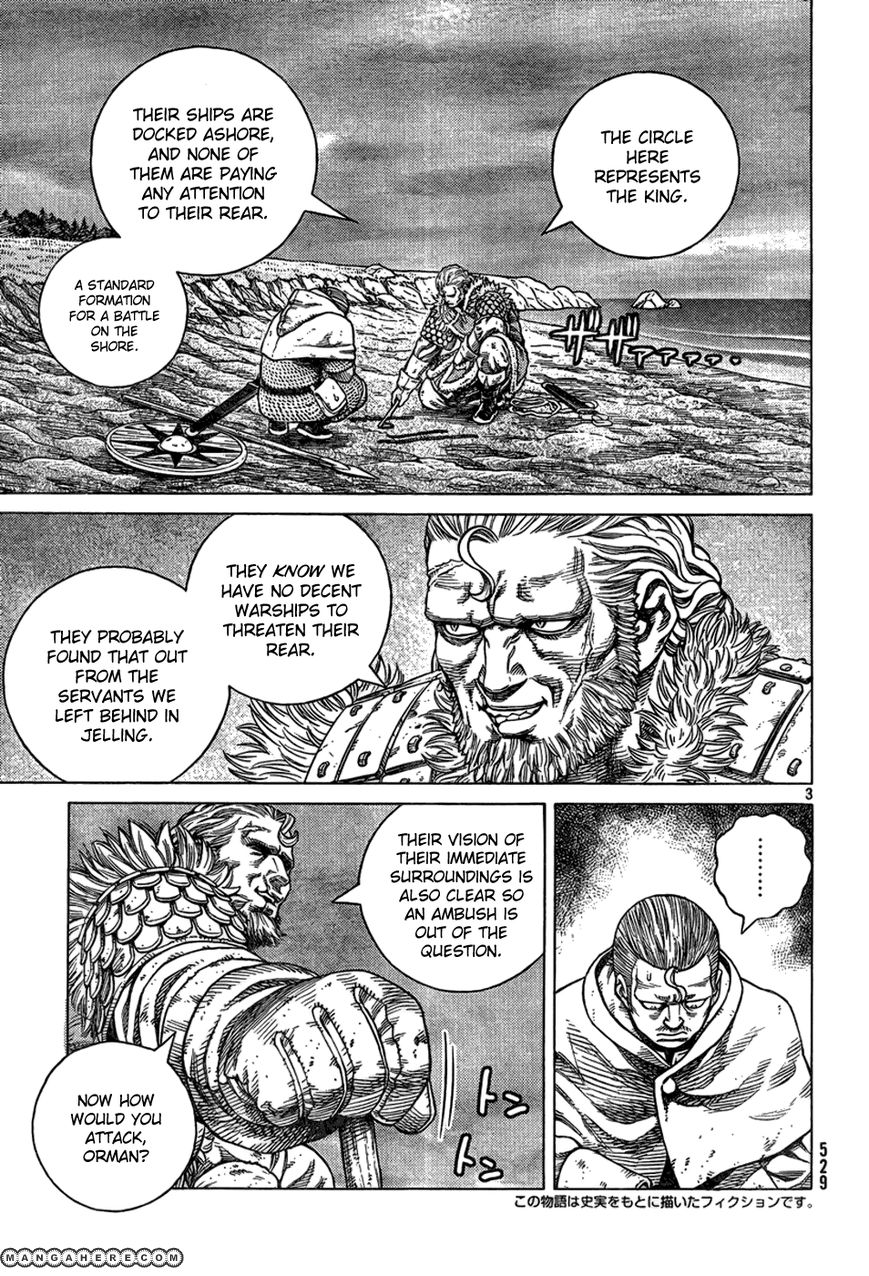 THE CIRCLE
HERE
REPRESENTS
THE KING.
THEIR SHIPS ARE
DOCKED ASHORE,
AND NONE OF
THEM ARE PAYING
ANY ATTENTION
TO THEIR REAR.
A STANDARD
FORMATION
FOR A BATTLE
ON THE
SHORE.
ザザァァ・・・・
THEY KNOW WE
HAVE NO DECENT
WARSHIPS TO
THREATEN THEIR
REAR.
THEY PROBABLY
FOUND THAT OUT
FROM THE
SERVANTS WE
LEFT BEHIND IN
JELLING.
3
........
THEIR VISION OF
THEIR IMMEDIATE
SURROUNDINGS IS
ALSO CLEAR SO
AN AMBUSH IS
OUT OF THE
QUESTION.
トン
トン
NOW HOW
WOULD YOU
ATTACK,
ORMAN?
529
この物語は史実をもとに描いたフィクションです。
MANGAHERE.COM